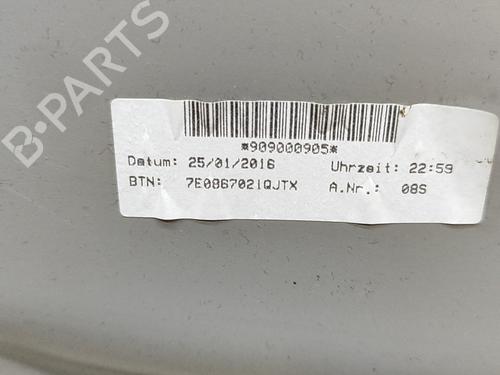 B-PARTS
*909000905*
Datum: 25/01/2016 Uhrzeit: 22:59
BTN: 7E0867021QJTX A.Nr.: 08S